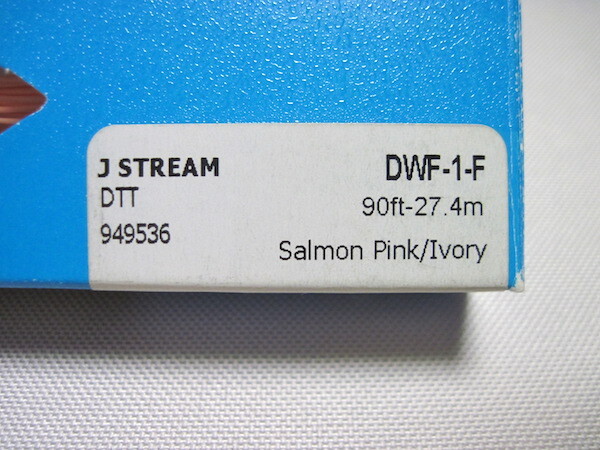 J STREAM DWF-1-F
DTT 90ft-27.4m
949536
Salmon Pink/Ivory